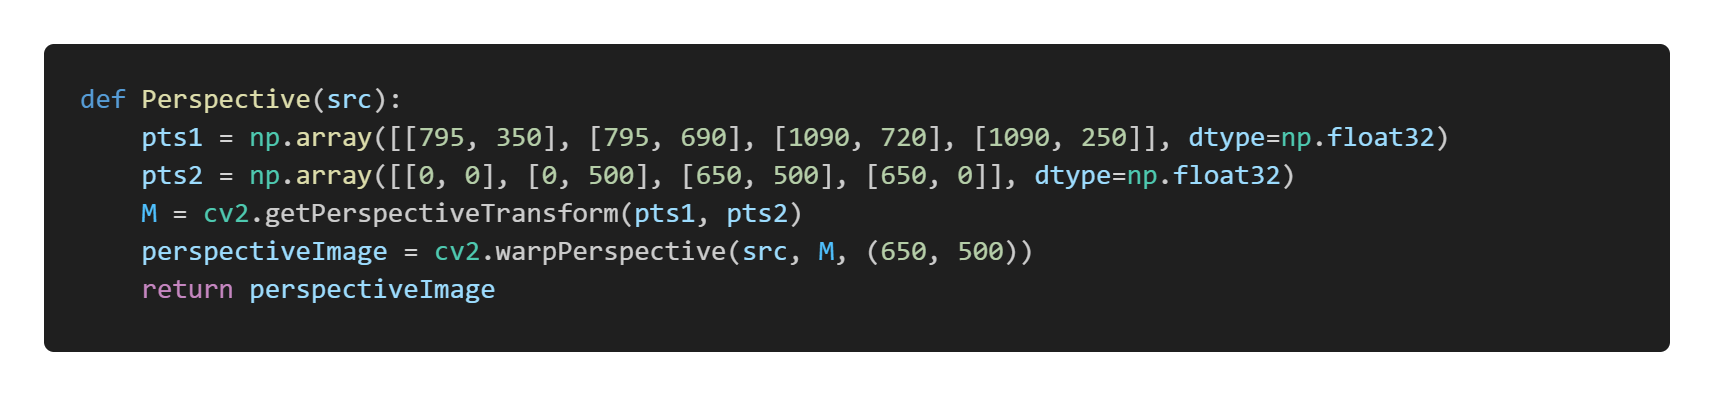 def Perspective(src):
    pts1 = np.array([[795, 350], [795, 690], [1090, 720], [1090, 250]], dtype=np.float32)
    pts2 = np.array([[0, 0], [0, 500], [650, 500], [650, 0]], dtype=np.float32)
    M = cv2.getPerspectiveTransform(pts1, pts2)
    perspectiveImage = cv2.warpPerspective(src, M, (650, 500))
    return perspectiveImage